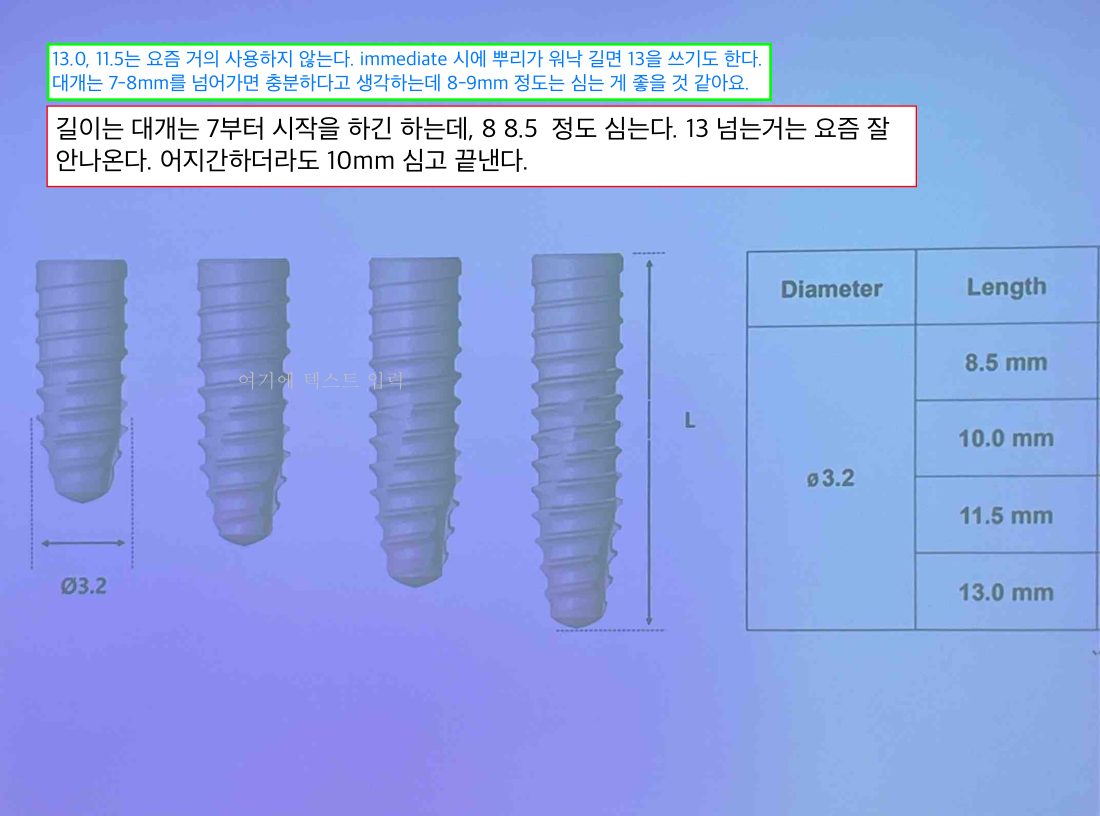 13.0, 11.5는 요즘 거의 사용하지 않는다. immediate 시에 뿌리가 워낙 길면 13을 쓰기도 한다.
대개는 7-8mm를 넘어가면 충분하다고 생각하는데 8-9mm 정도는 심는 게 좋을 것 같아요.
길이는 대개는 7부터 시작을 하긴 하는데, 8 8.5 정도 심는다. 13 넘는거는 요즘 잘
안나온다. 어지간하더라도 10mm 심고 끝낸다.
여기에 텍스트 입력
Ø3.2
L
Diameter
Length
ø3.2
8.5 mm
10.0 mm
11.5 mm
13.0 mm